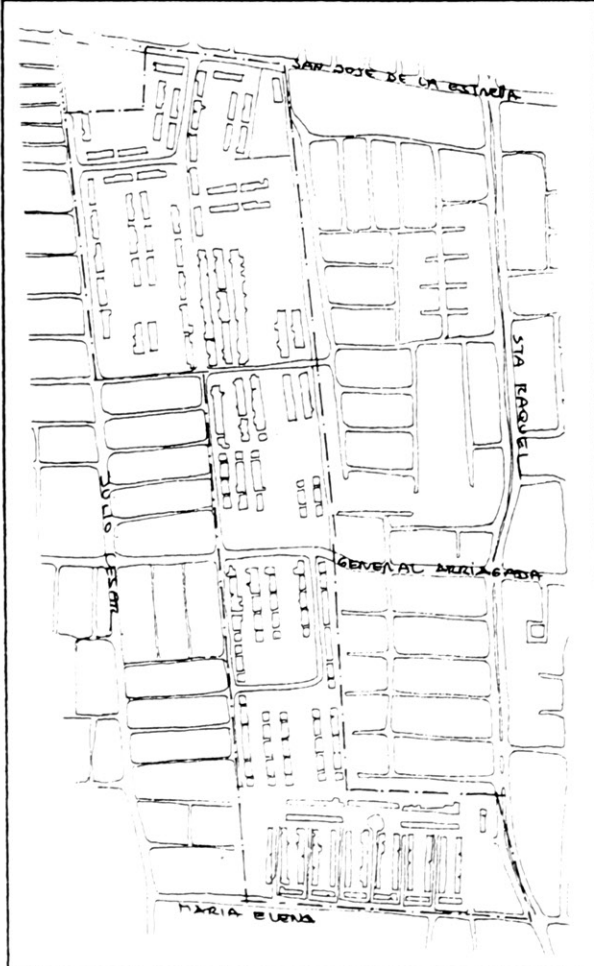 SAN JOSE DE LA ESTRELLA
STA RAQUEL
GENERAL ARRIAGADA
JULIO CESAR
MARIA ELENA